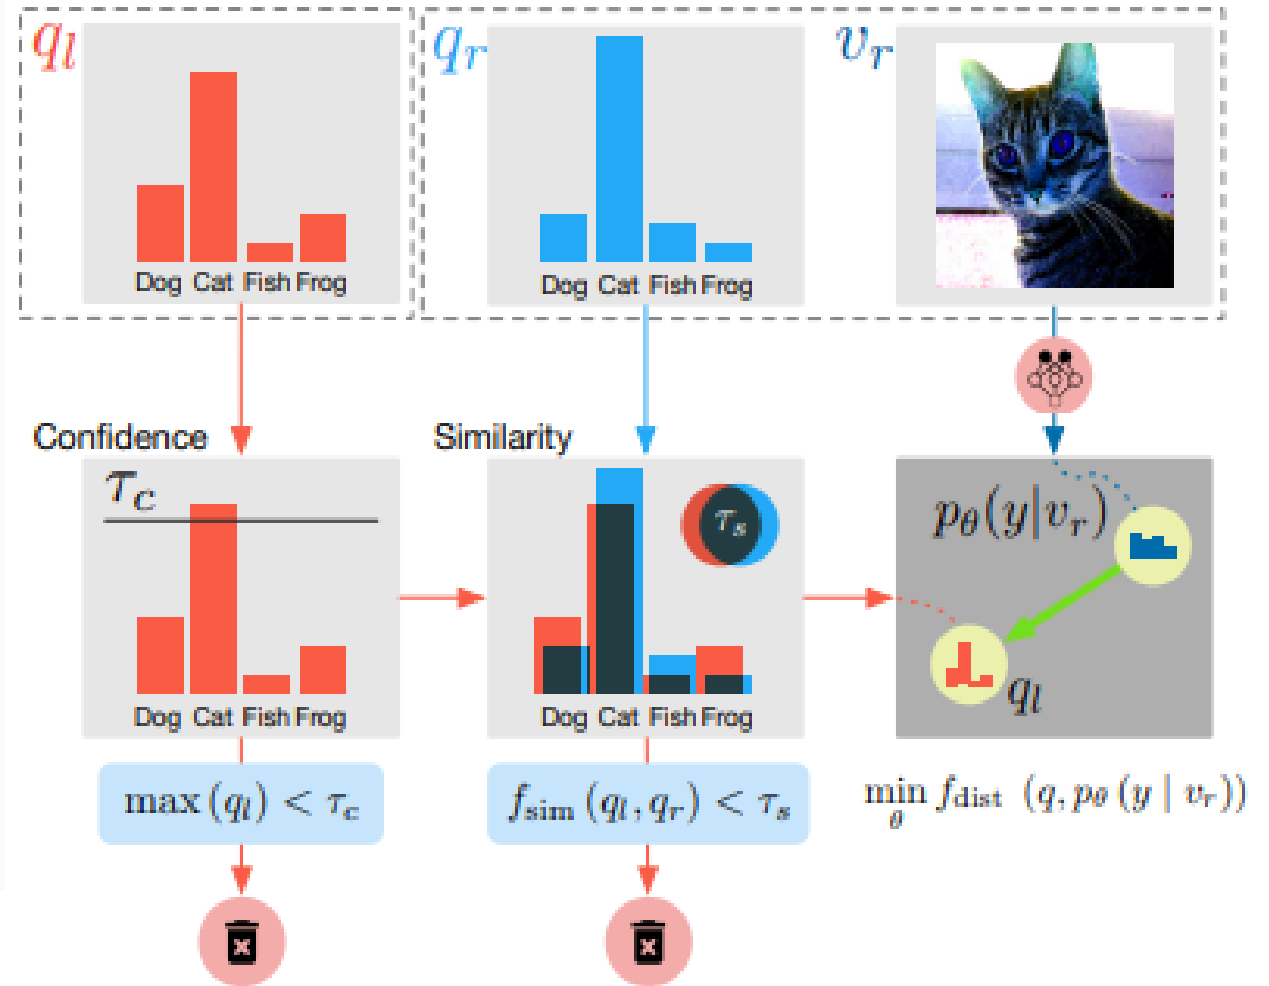 q_l
q_r
v_r
Dog Cat Fish Frog
Dog Cat Fish Frog
Confidence
Similarity
τ_c
τ_s
p_θ(y|v_r)
q_l
Dog Cat Fish Frog
Dog Cat Fish Frog
max (q_l) < τ_c
f_sim (q_l, q_r) < τ_s
min_θ f_dist (q, p_θ (y | v_r))